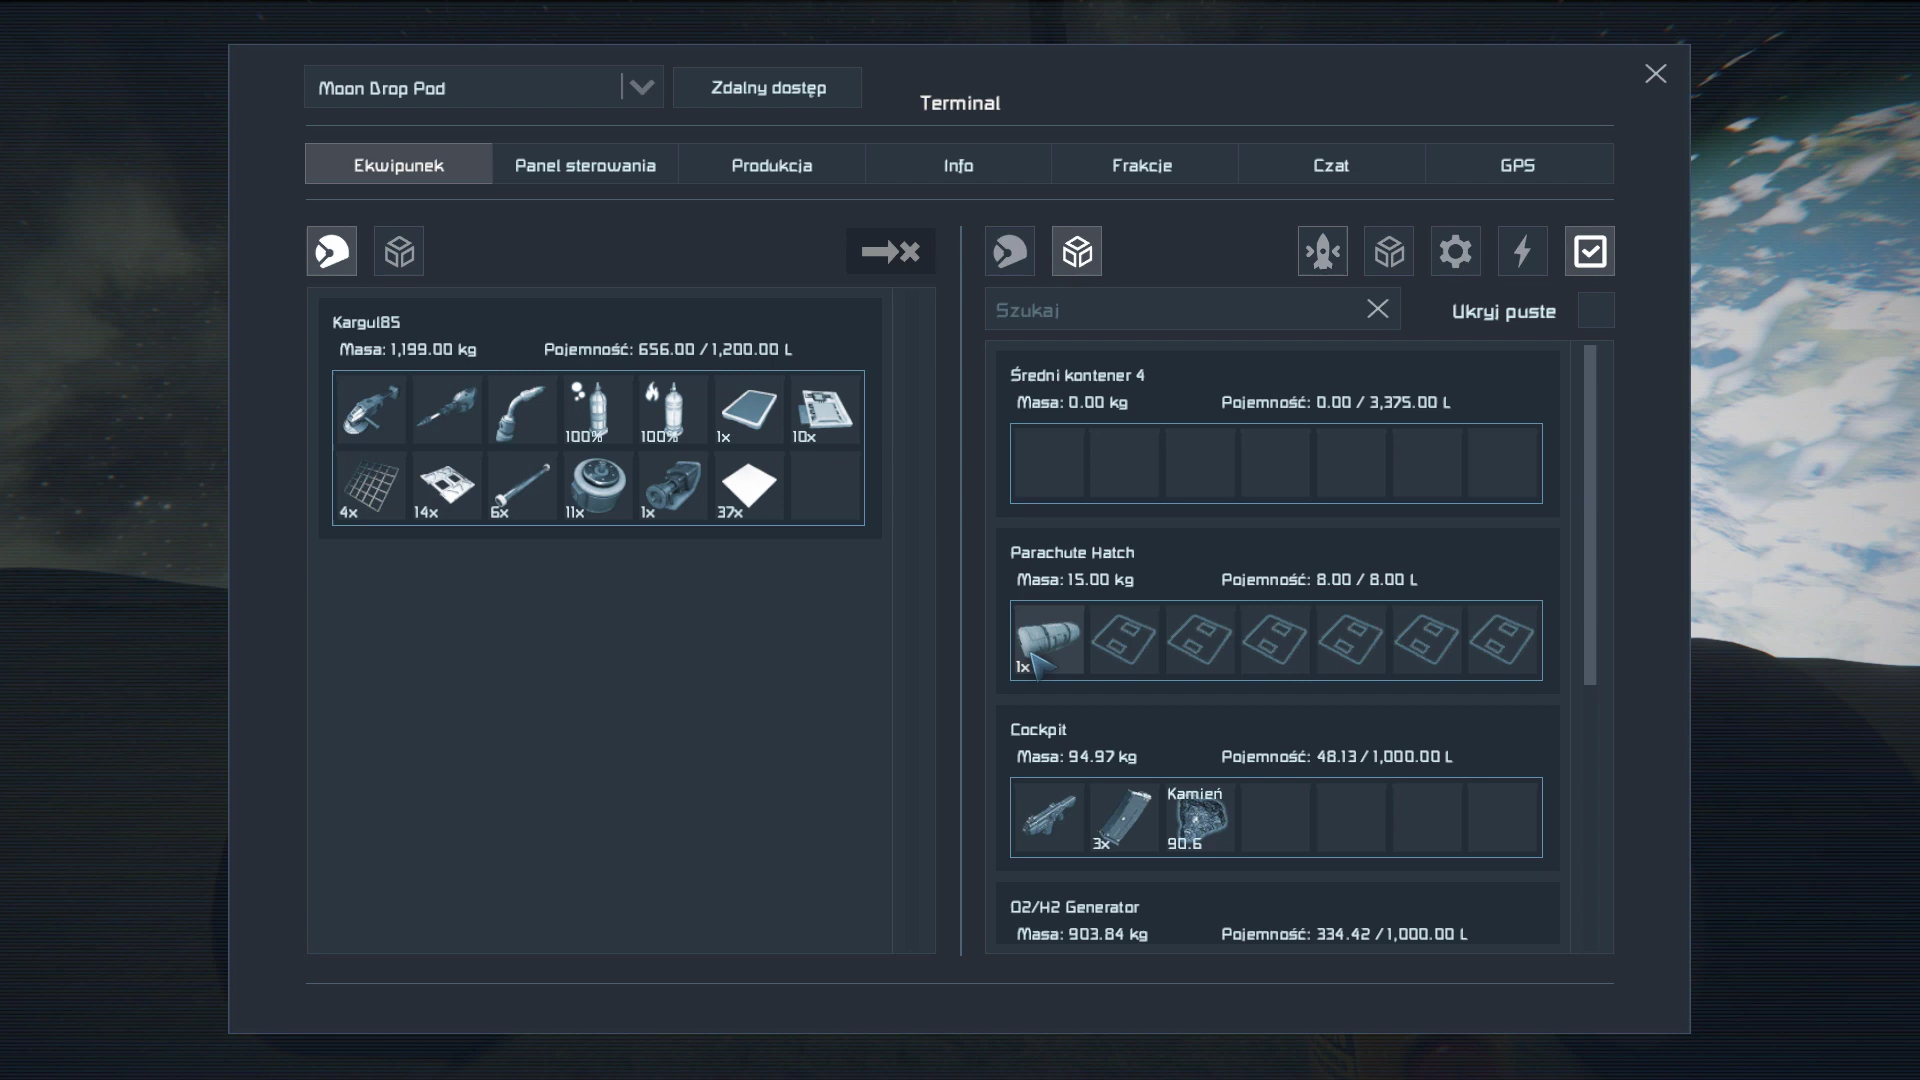 Moon Drop Pod
Zdalny dostęp
Terminal
Ekwipunek
Panel sterowania
Produkcja
Info
Frakcje
Czat
GPS
Kargul85
Masa: 1,199.00 kg
Pojemność: 656.00 / 1,200.00 L
100%
100%
1x
10x
4x
14x
6x
11x
1x
37x
Szukaj
Ukryj puste
Średni kontener 4
Masa: 0.00 kg
Pojemność: 0.00 / 3,375.00 L
Parachute Hatch
Masa: 15.00 kg
Pojemność: 8.00 / 8.00 L
1x
Cockpit
Masa: 94.97 kg
Pojemność: 48.13 / 1,000.00 L
3x
Kamień
90.6
O2/H2 Generator
Masa: 903.84 kg
Pojemność: 334.42 / 1,000.00 L